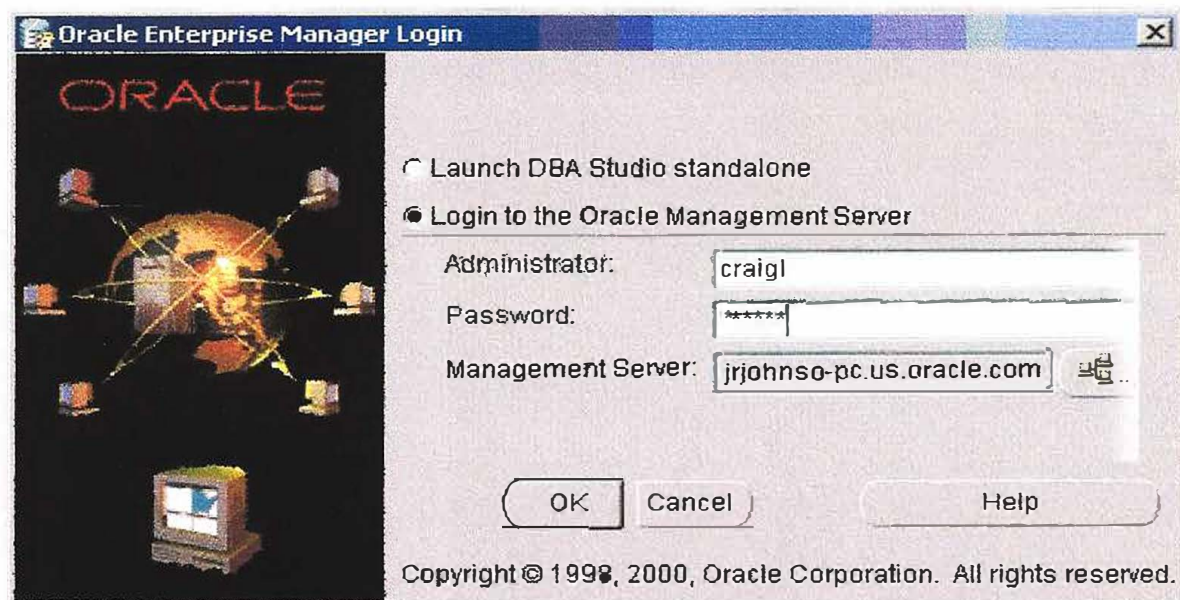 Oracle Enterprise Manager Login
ORACLE
Launch DBA Studio standalone
Login to the Oracle Management Server
Administrator: craigl
Password: ******
Management Server: jrjohnso-pc.us.oracle.com ...
OK Cancel Help
Copyright © 1998, 2000, Oracle Corporation. All rights reserved.